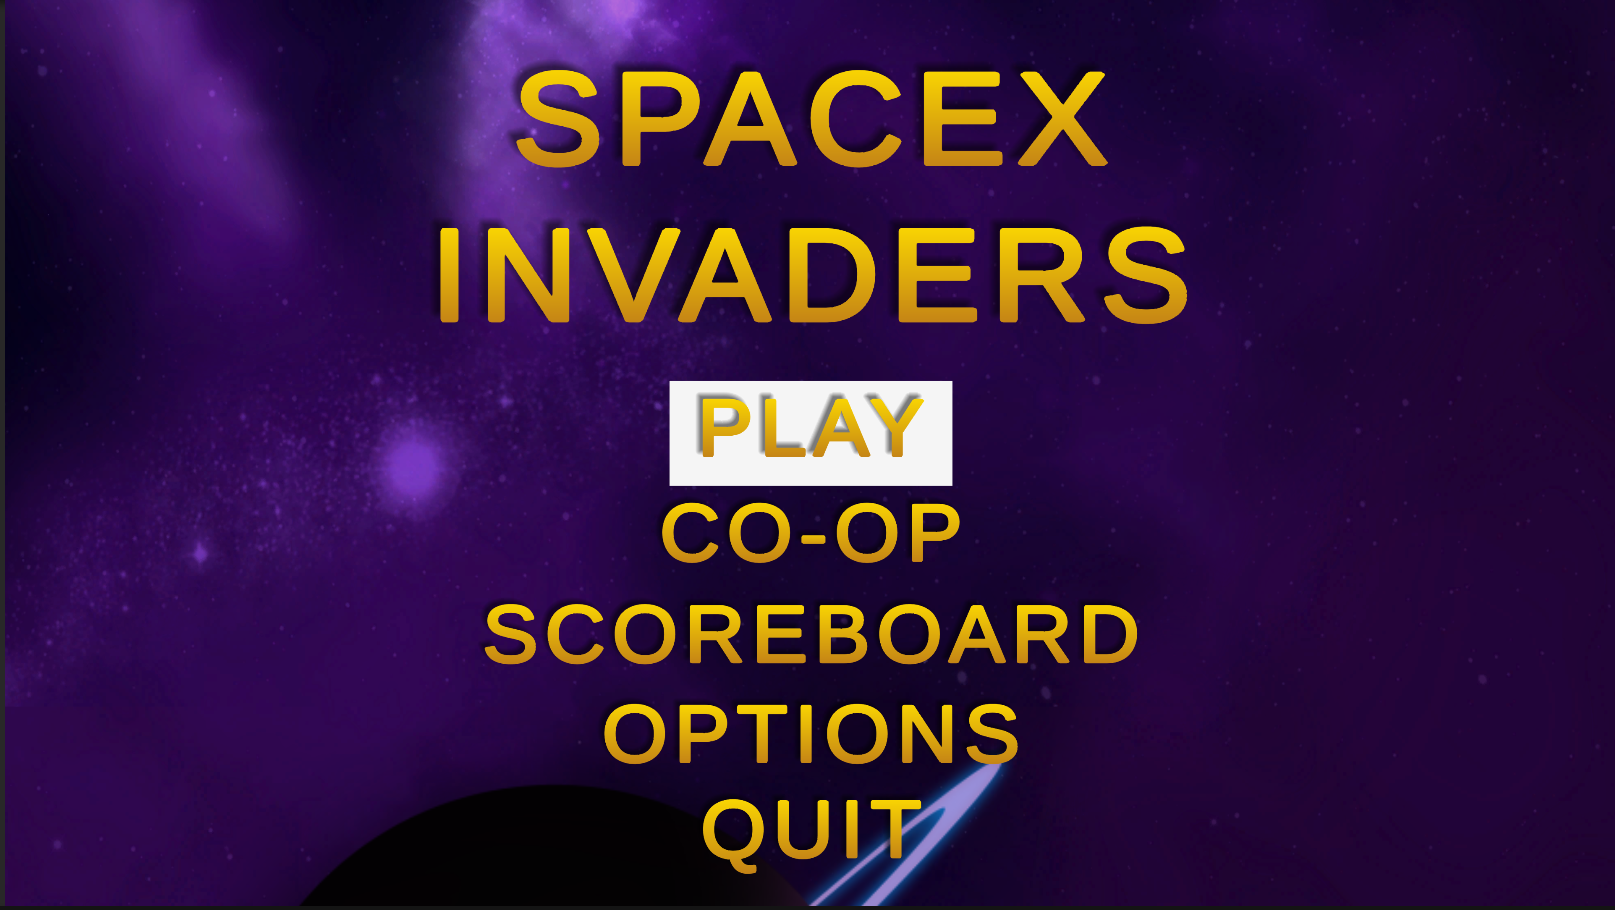 SPACEX
INVADERS
PLAY
CO-OP
SCOREBOARD
OPTIONS
QUIT